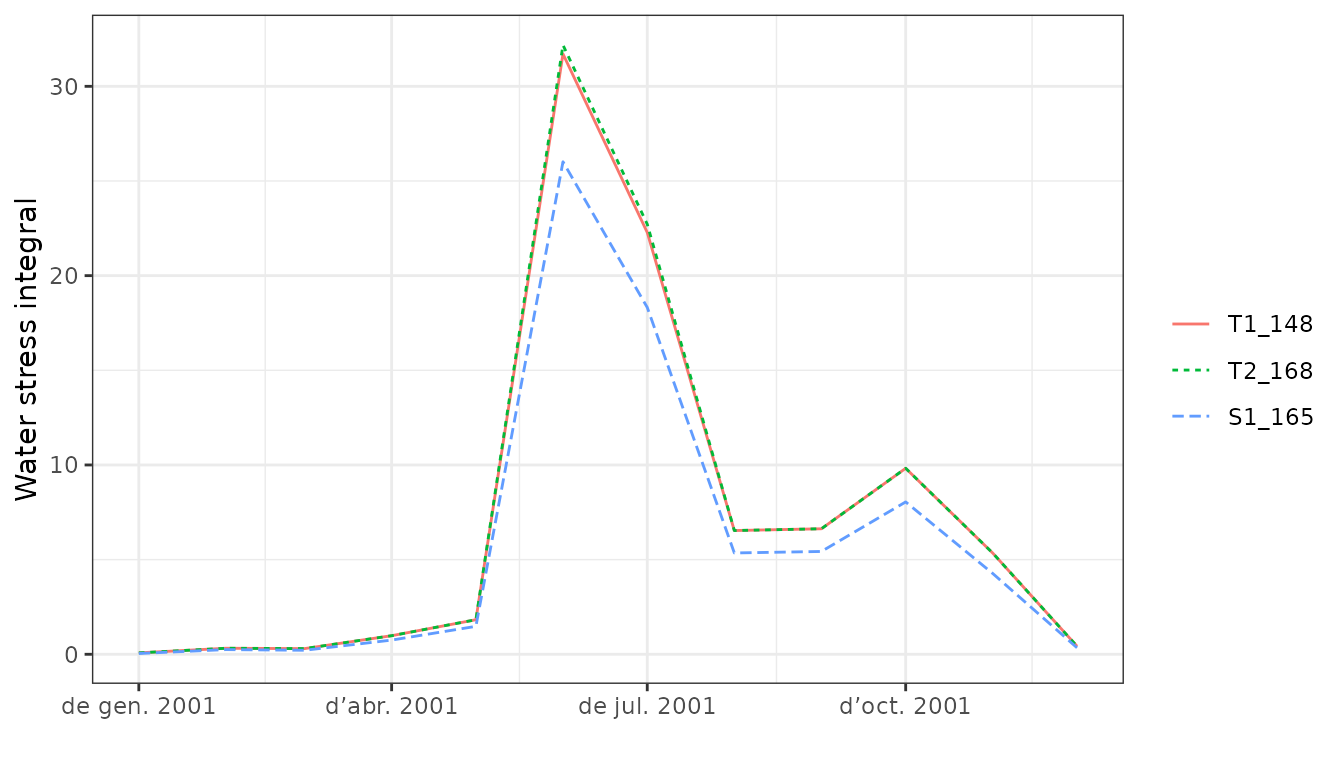 Water stress integral
30
20
10
0
de gen. 2001
d’abr. 2001
de jul. 2001
d’oct. 2001
T1_148
T2_168
S1_165